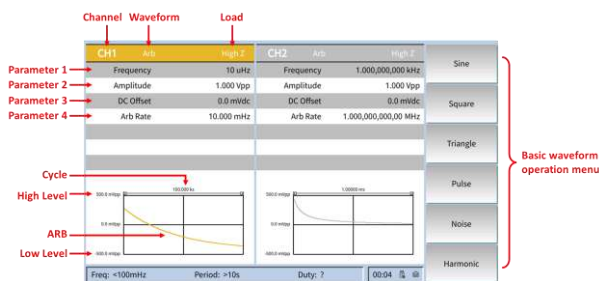 Channel Waveform Load
CH1 Arb High Z CH2 Arb High Z Sine
Parameter 1 Frequency 10 uHz Frequency 1.000,000,000 kHz
Parameter 2 Amplitude 1.000 Vpp Amplitude 1.000 Vpp
Parameter 3 DC Offset 0.0 mVdc DC Offset 0.0 mVdc Square
Parameter 4 Arb Rate 10.000 mHz Arb Rate 1.000,000,000,00 MHz
Triangle
Basic waveform
operation menu
Pulse
Cycle
100.000 ks 1.00000 ms
High Level 500.0 mVpp 500.0 mVpp
0.0 mVpp 0.0 mVpp Noise
ARB
Low Level -500.0 mVpp -500.0 mVpp
Harmonic
Freq: <100mHz Period: >10s Duty: ? 00:04